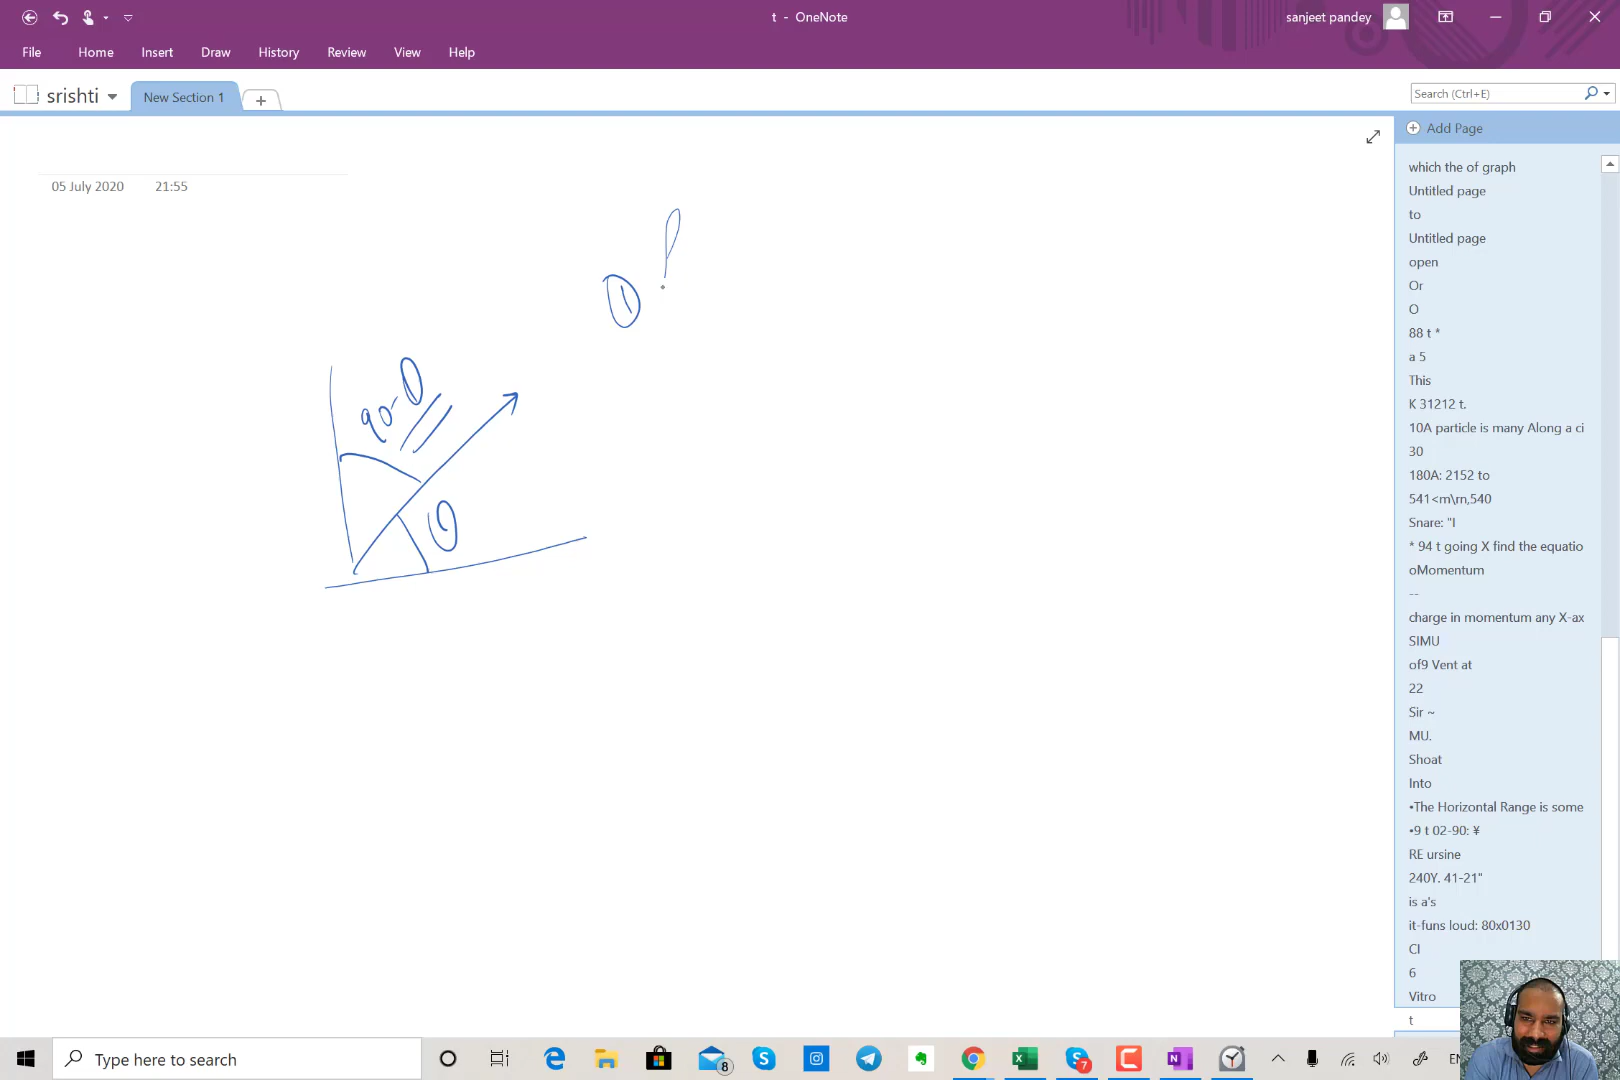 t - OneNote
sanjeet pandey
File Home Insert Draw History Review View Help
srishti
New Section 1
Search (Ctrl+E)
Add Page
05 July 2020 21:55
90-θ
θ
which the of graph
Untitled page
to
Untitled page
open
Or
O
88 t *
a 5
This
K 31212 t.
10A particle is many Along a ci
30
180A: 2152 to
541<m\rn,540
Snare: "I
* 94 t going X find the equatio
oMomentum
--
charge in momentum any X-ax
SIMU
of9 Vent at
22
Sir ~
MU.
Shoat
Into
•The Horizontal Range is some
•9 t 02-90: ¥
RE ursine
240Y. 41-21"
is a's
it-funs loud: 80x0130
CI
6
Vitro
t
Type here to search
8
7